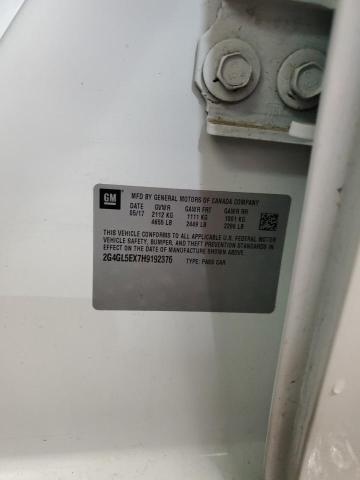 GM
MFD BY GENERAL MOTORS OF CANADA COMPANY
DATE GVWR GAWR FRT GAWR RR
05/17 2112 KG 1111 KG 1001 KG
4655 LB 2449 LB 2206 LB
THIS VEHICLE CONFORMS TO ALL APPLICABLE U.S. FEDERAL MOTOR
VEHICLE SAFETY, BUMPER, AND THEFT PREVENTION STANDARDS IN
EFFECT ON THE DATE OF MANUFACTURE SHOWN ABOVE.
2G4GL5EX7H9192376 TYPE: PASS CAR